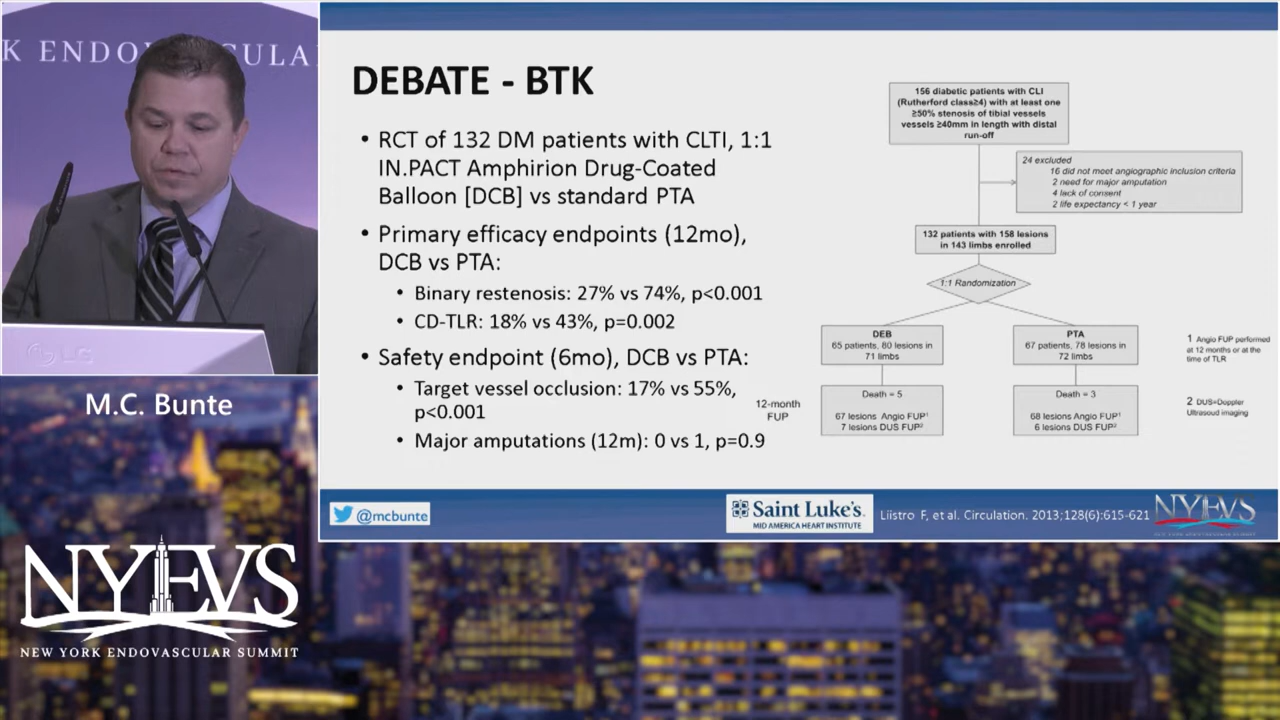 K ENDOVASCULA
LG
M.C. Bunte
NYEVS
NEW YORK ENDOVASCULAR SUMMIT
DEBATE - BTK
• RCT of 132 DM patients with CLTI, 1:1
IN.PACT Amphirion Drug-Coated
Balloon [DCB] vs standard PTA
• Primary efficacy endpoints (12mo),
DCB vs PTA:
• Binary restenosis: 27% vs 74%, p<0.001
• CD-TLR: 18% vs 43%, p=0.002
• Safety endpoint (6mo), DCB vs PTA:
• Target vessel occlusion: 17% vs 55%,
p<0.001
• Major amputations (12m): 0 vs 1, p=0.9
156 diabetic patients with CLI
(Rutherford class≥4) with at least one
≥50% stenosis of tibial vessels
vessels ≥40mm in length with distal
run-off
24 excluded
16 did not meet angiographic inclusion criteria
2 need for major amputation
4 lack of consent
2 life expectancy < 1 year
132 patients with 158 lesions
in 143 limbs enrolled
1:1 Randomization
DEB
65 patients, 80 lesions in
71 limbs
PTA
67 patients, 78 lesions in
72 limbs
1 Angio FUP performed
at 12 months or at the
time of TLR
12-month
FUP
Death = 5
67 lesions Angio FUP¹
7 lesions DUS FUP²
Death = 3
68 lesions Angio FUP¹
6 lesions DUS FUP²
2 DUS=Doppler
Ultrasoud imaging
@mcbunte
Saint Luke's
MID AMERICA HEART INSTITUTE
Liistro F, et al. Circulation. 2013;128(6):615-621
NYEVS